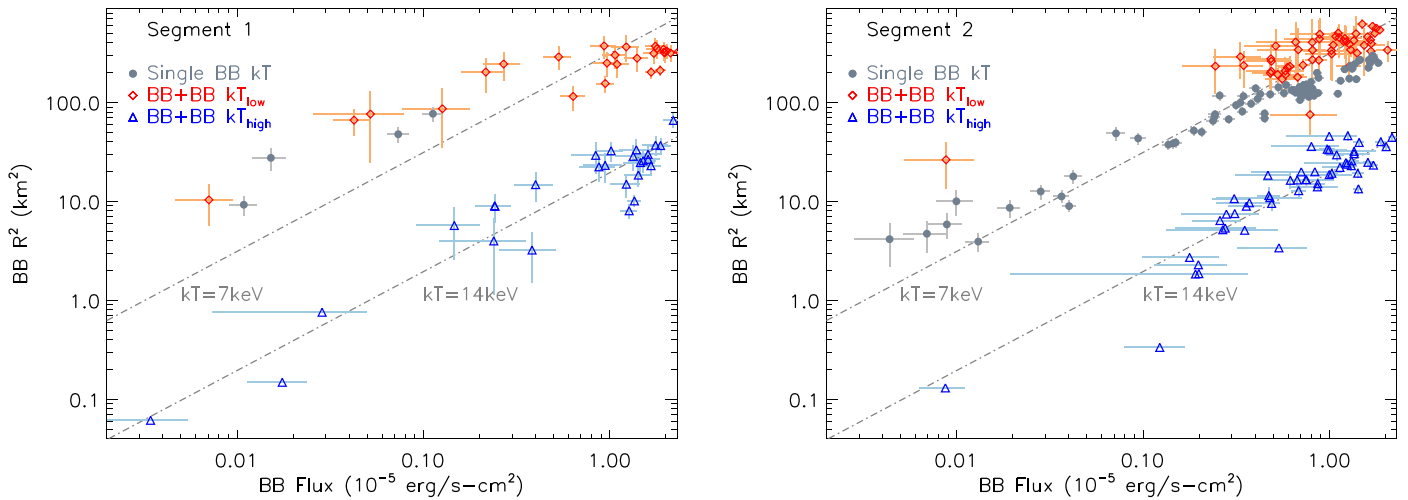 Segment 1
Single BB kT
BB+BB kT_low
BB+BB kT_high
100.0
10.0
1.0
0.1
BB R² (km²)
kT=7keV
kT=14keV
0.01
0.10
1.00
BB Flux (10⁻⁵ erg/s-cm²)
Segment 2
Single BB kT
BB+BB kT_low
BB+BB kT_high
100.0
10.0
1.0
0.1
BB R² (km²)
kT=7keV
kT=14keV
0.01
0.10
1.00
BB Flux (10⁻⁵ erg/s-cm²)